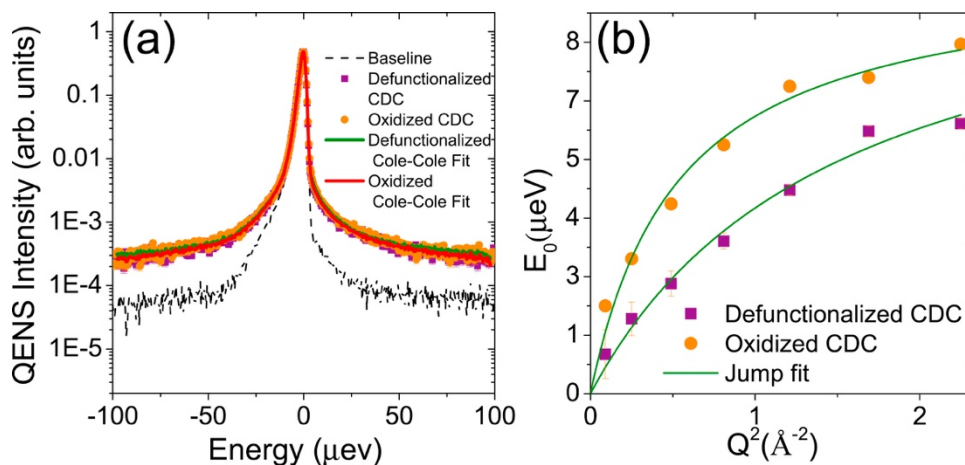 (a)
QENS Intensity (arb. units)
1
0.1
0.01
1E-3
1E-4
1E-5
-100
-50
0
50
100
Energy (μev)
Baseline
Defunctionalized
CDC
Oxidized CDC
Defunctionalized
Cole-Cole Fit
Oxidized
Cole-Cole Fit
(b)
E0(μeV)
8
7
5
4
3
1
0
0
1
2
Q2(Å-2)
Defunctionalized CDC
Oxidized CDC
Jump fit